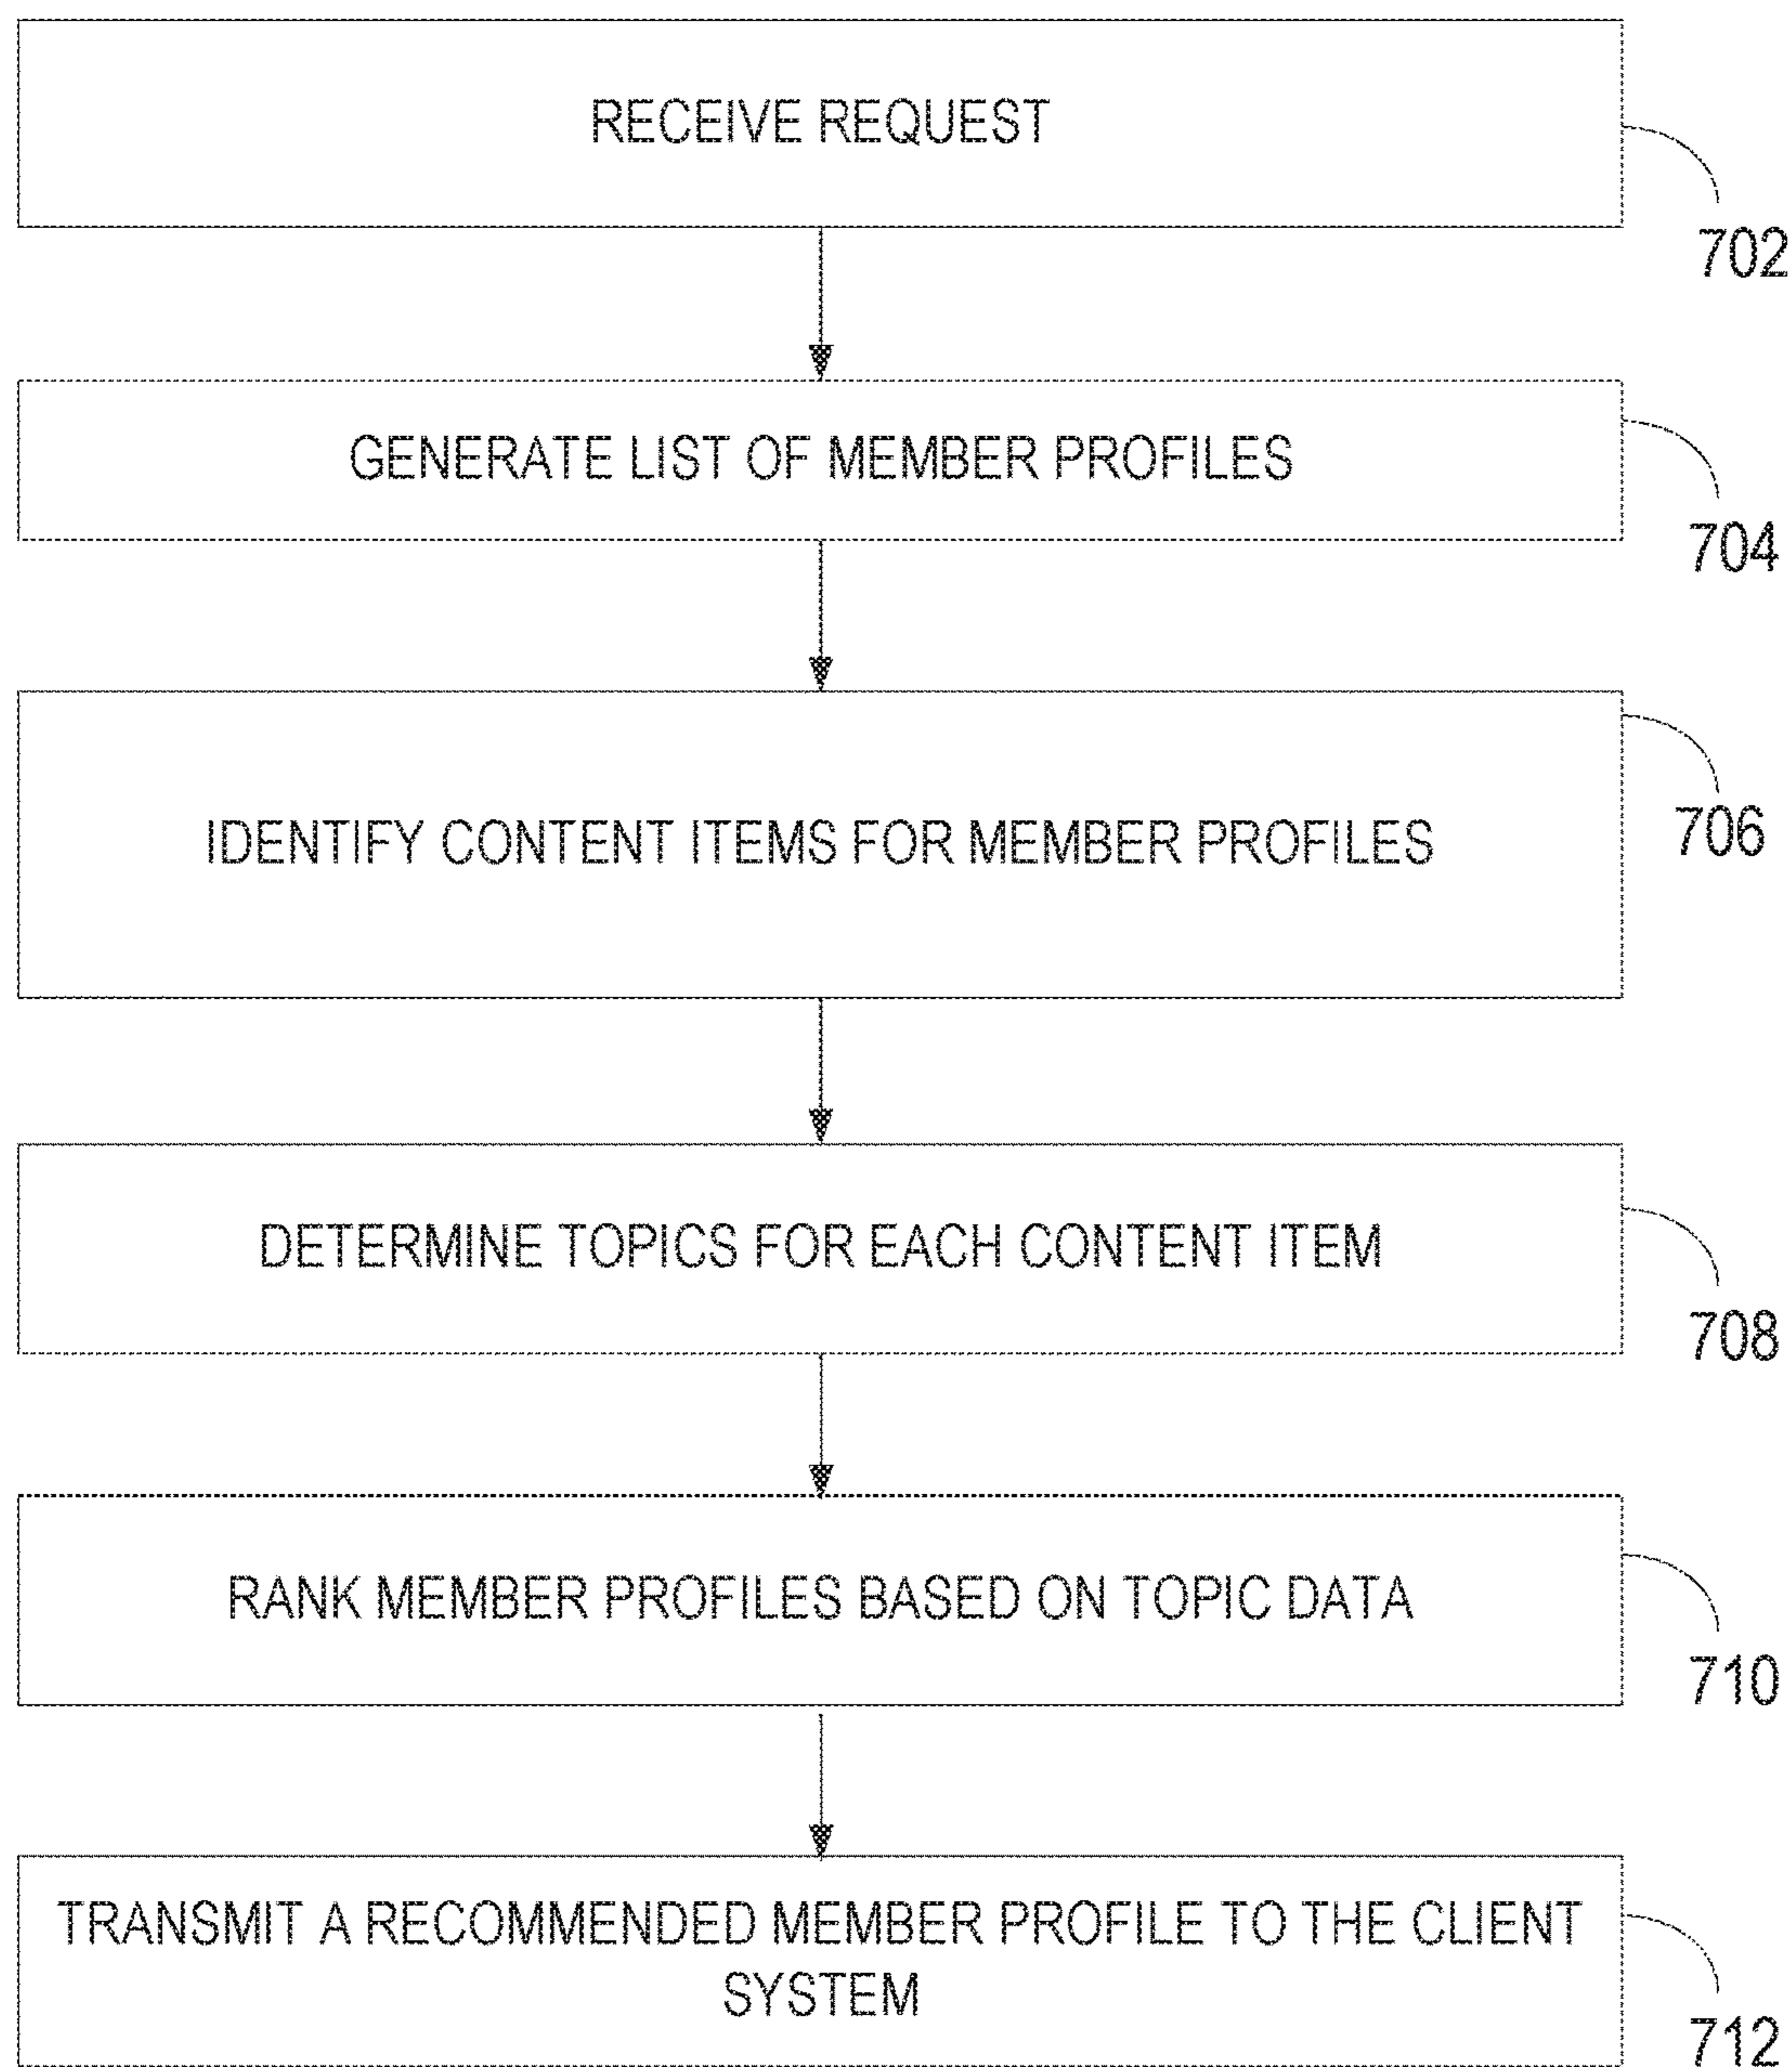 RECEIVE REQUEST
702
GENERATE LIST OF MEMBER PROFILES
704
IDENTIFY CONTENT ITEMS FOR MEMBER PROFILES
706
DETERMINE TOPICS FOR EACH CONTENT ITEM
708
RANK MEMBER PROFILES BASED ON TOPIC DATA
710
TRANSMIT A RECOMMENDED MEMBER PROFILE TO THE CLIENT
SYSTEM
712